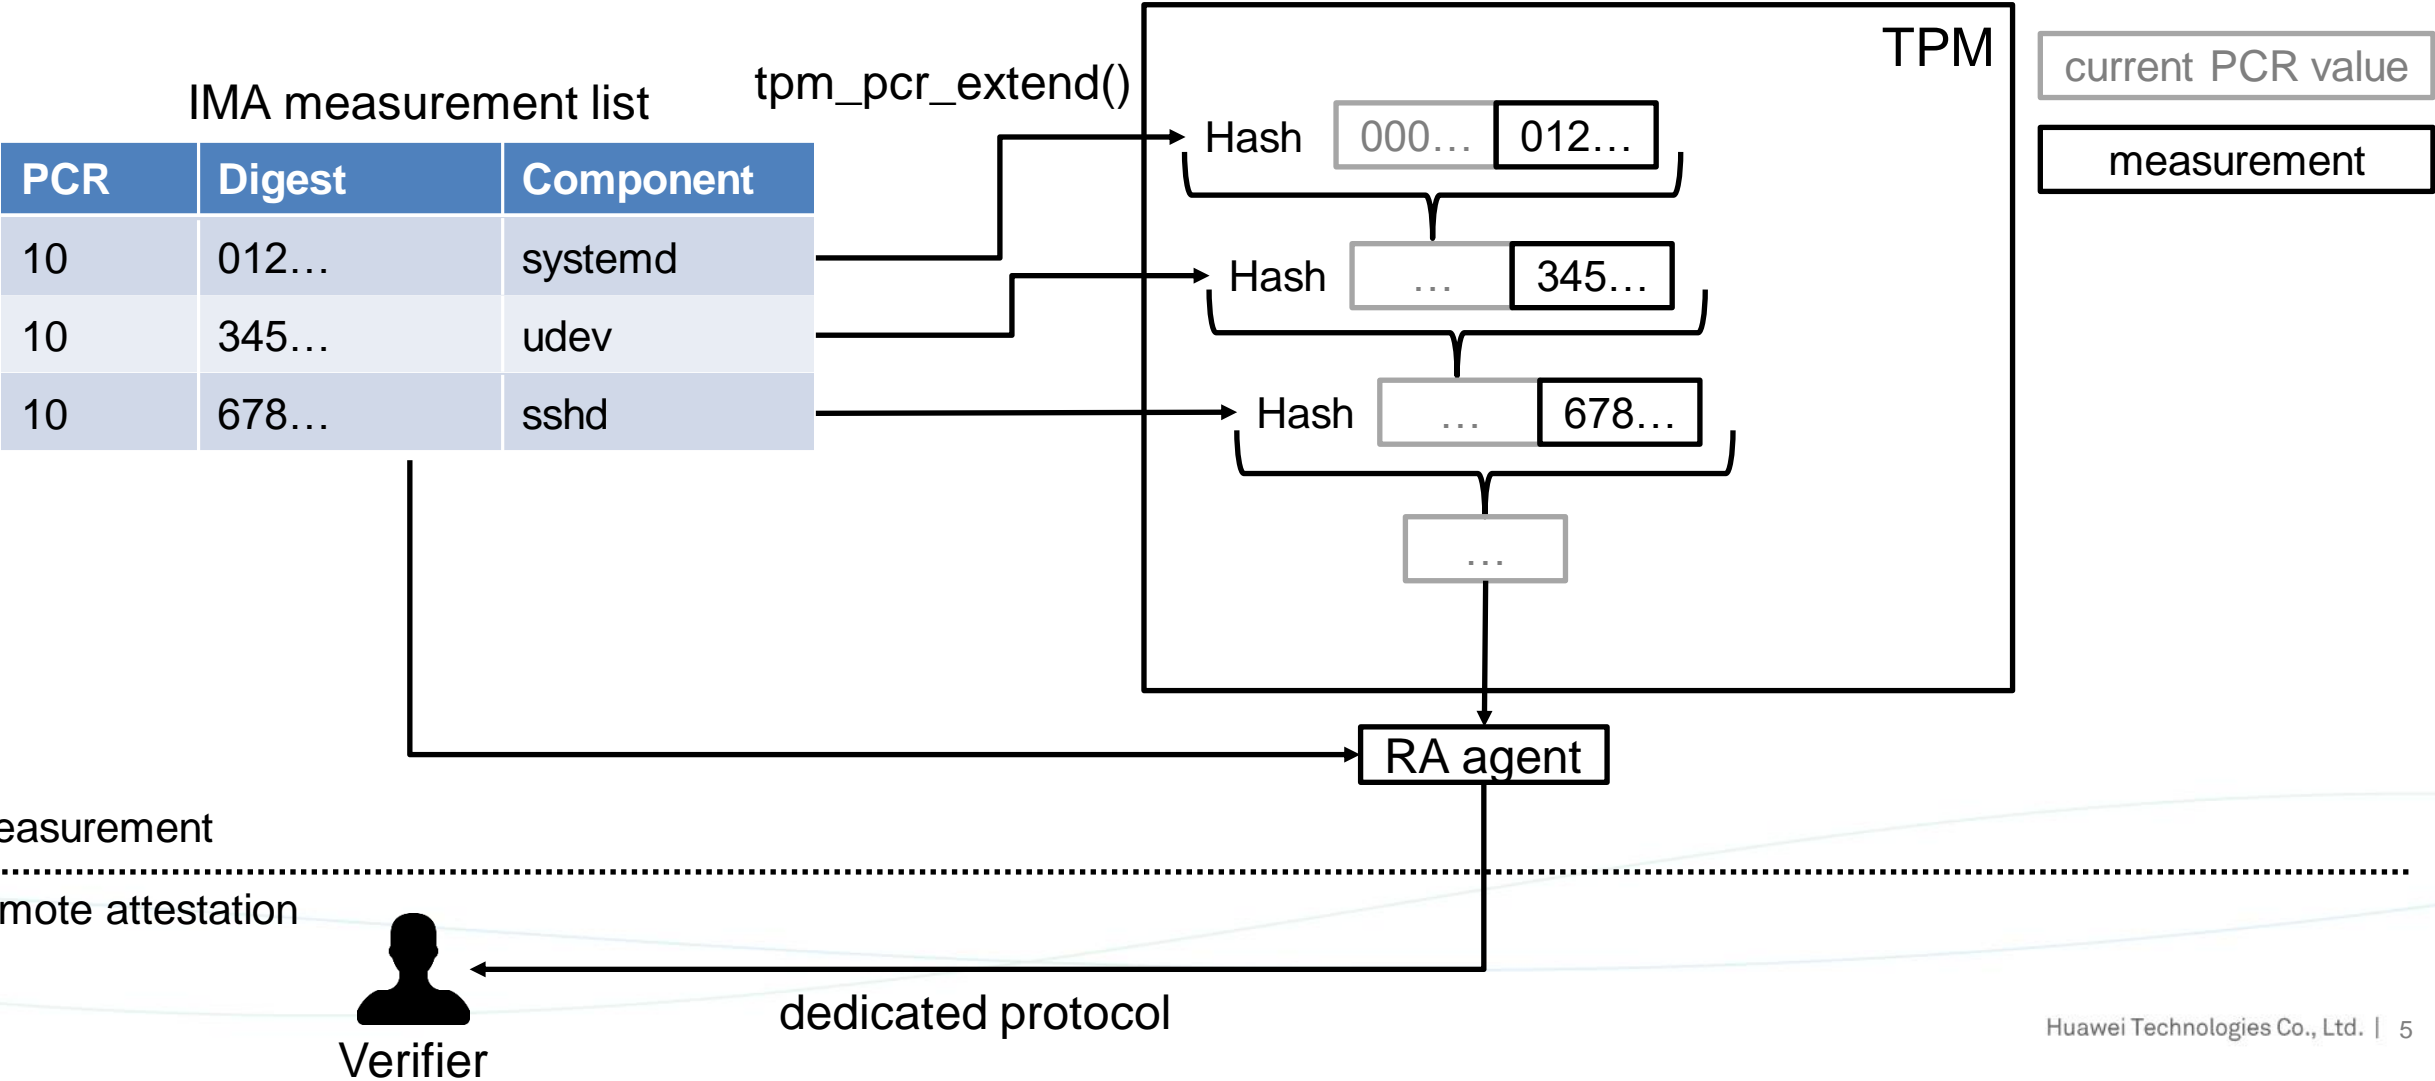 TPM
current PCR value
tpm_pcr_extend()
IMA measurement list
Hash 000… 012…
measurement
PCR Digest Component
10 012… systemd
Hash … 345…
10 345… udev
10 678… sshd
Hash … 678…
…
RA agent
easurement
mote attestation
dedicated protocol
Verifier
Huawei Technologies Co., Ltd. | 5